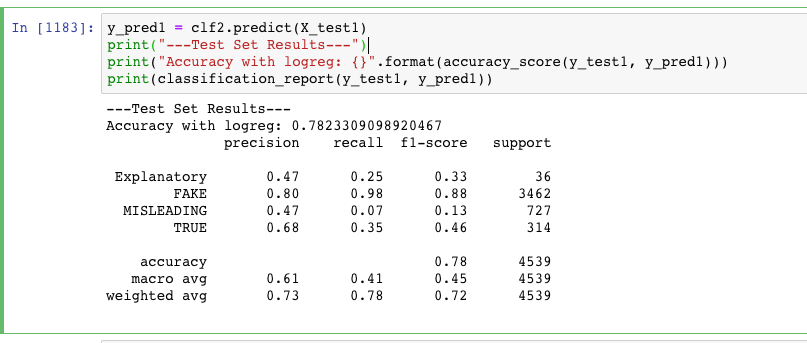 In [1183]: y_pred1 = clf2.predict(X_test1)
print("---Test Set Results---")
print("Accuracy with logreg: {}".format(accuracy_score(y_test1, y_pred1)))
print(classification_report(y_test1, y_pred1))
---Test Set Results---
Accuracy with logreg: 0.7823309098920467
precision recall f1-score support
Explanatory 0.47 0.25 0.33 36
FAKE 0.80 0.98 0.88 3462
MISLEADING 0.47 0.07 0.13 727
TRUE 0.68 0.35 0.46 314
accuracy 0.78 4539
macro avg 0.61 0.41 0.45 4539
weighted avg 0.73 0.78 0.72 4539